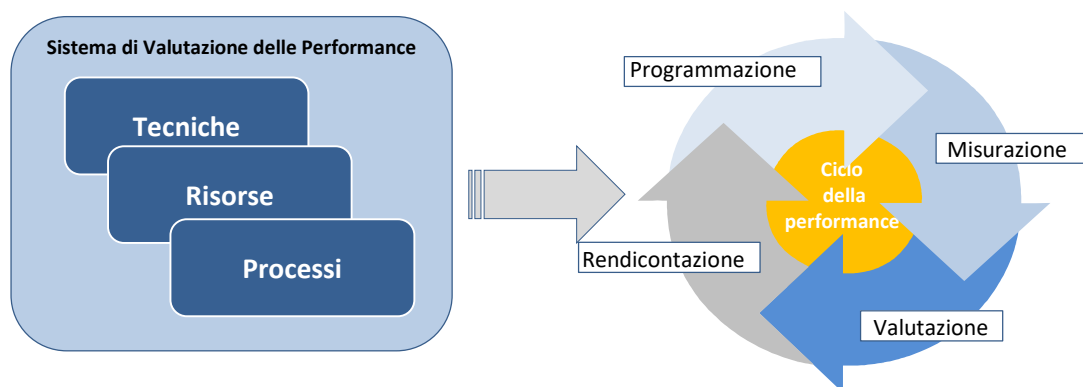 Sistema di Valutazione delle Performance
Tecniche
Risorse
Processi
Programmazione
Misurazione
Ciclo
della
performance
Rendicontazione
Valutazione